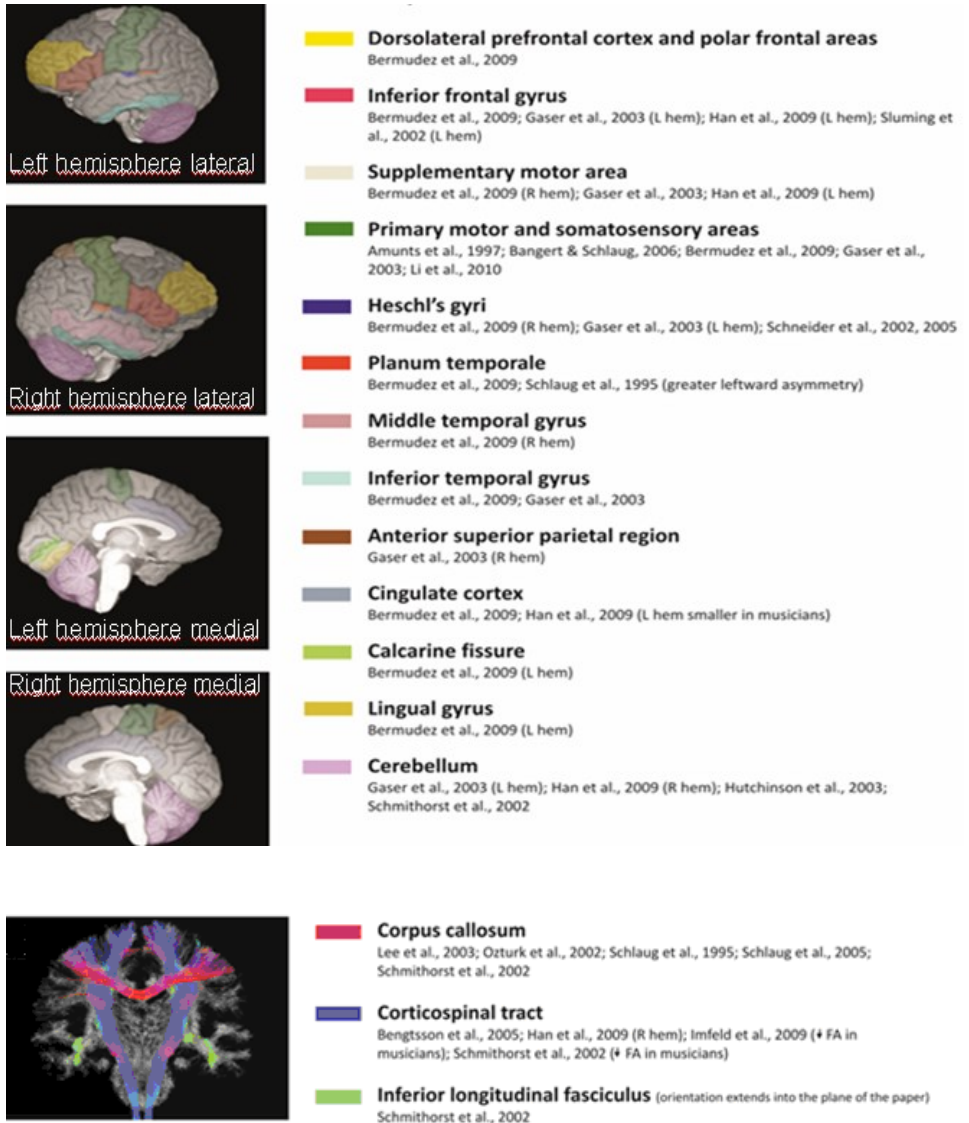 Left hemisphere lateral
Right hemisphere lateral
Left hemisphere medial
Right hemisphere medial
Dorsolateral prefrontal cortex and polar frontal areas
Bermudez et al., 2009
Inferior frontal gyrus
Bermudez et al., 2009; Gaser et al., 2003 (L hem); Han et al., 2009 (L hem); Sluming et
al., 2002 (L hem)
Supplementary motor area
Bermudez et al., 2009 (R hem); Gaser et al., 2003; Han et al., 2009 (L hem)
Primary motor and somatosensory areas
Amunts et al., 1997; Bangert & Schlaug, 2006; Bermudez et al., 2009; Gaser et al.,
2003; Li et al., 2010
Heschl's gyri
Bermudez et al., 2009 (R hem); Gaser et al., 2003 (L hem); Schneider et al., 2002, 2005
Planum temporale
Bermudez et al., 2009; Schlaug et al., 1995 (greater leftward asymmetry)
Middle temporal gyrus
Bermudez et al., 2009 (R hem)
Inferior temporal gyrus
Bermudez et al., 2009; Gaser et al., 2003
Anterior superior parietal region
Gaser et al., 2003 (R hem)
Cingulate cortex
Bermudez et al., 2009; Han et al., 2009 (L hem smaller in musicians)
Calcarine fissure
Bermudez et al., 2009 (L hem)
Lingual gyrus
Bermudez et al., 2009 (L hem)
Cerebellum
Gaser et al., 2003 (L hem); Han et al., 2009 (R hem); Hutchinson et al., 2003;
Schmithorst et al., 2002
Corpus callosum
Lee et al., 2003; Ozturk et al., 2002; Schlaug et al., 1995; Schlaug et al., 2005;
Schmithorst et al., 2002
Corticospinal tract
Bengtsson et al., 2005; Han et al., 2009 (R hem); Imfeld et al., 2009 (↓ FA in
musicians); Schmithorst et al., 2002 (↓ FA in musicians)
Inferior longitudinal fasciculus (orientation extends into the plane of the paper)
Schmithorst et al., 2002